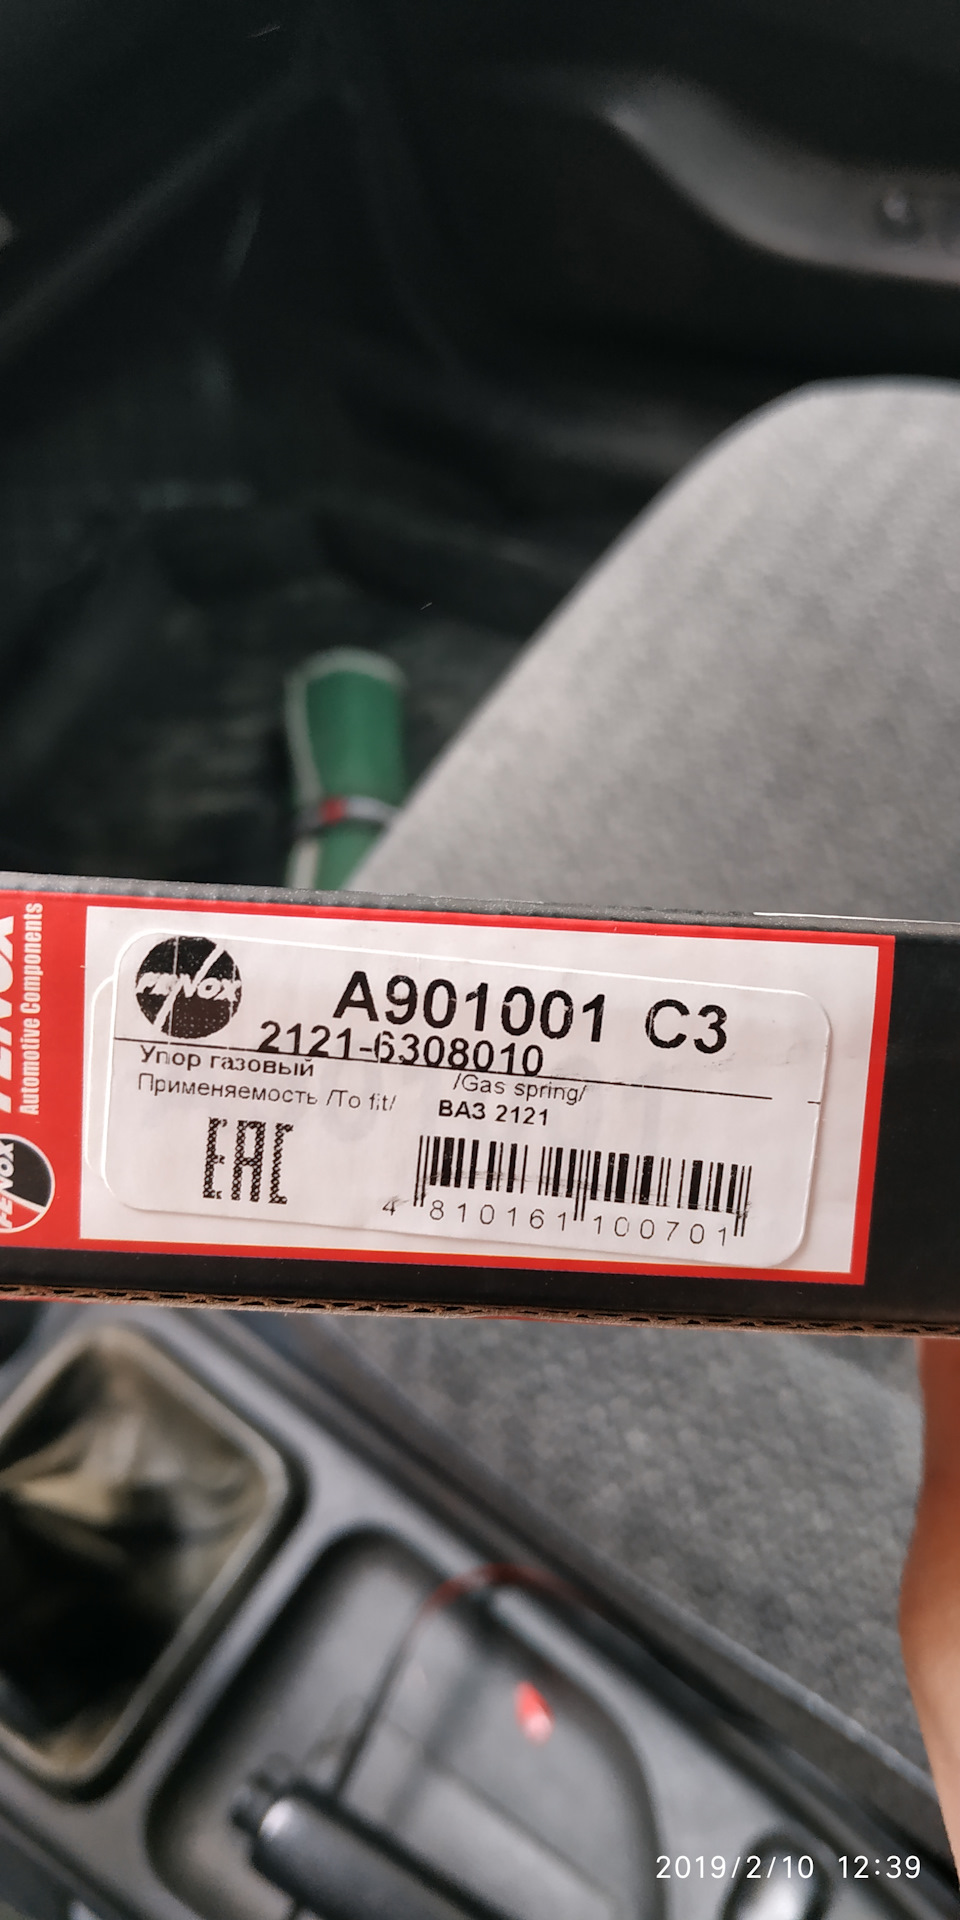 FENOX
Automotive Components
FENOX
FENOX
A901001 C3
2121-6308010
Упор газовый
/Gas spring/
Применяемость /To fit/
ВАЗ 2121
EAC
4 810161 100701
2019/2/10 12:39